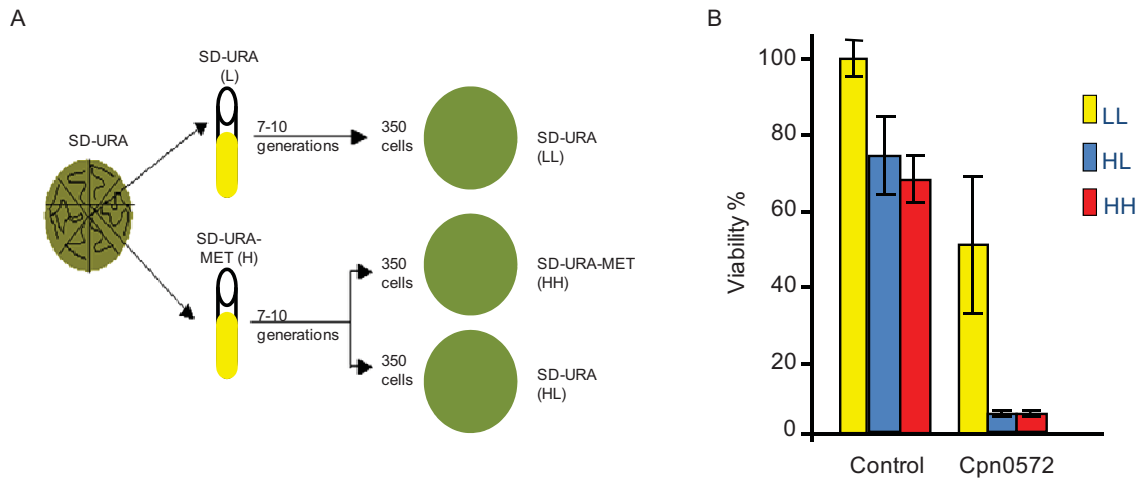 A
SD-URA
SD-URA
(L)
7-10
generations
350
cells
SD-URA
(LL)
SD-URA-
MET (H)
7-10
generations
350
cells
SD-URA-MET
(HH)
350
cells
SD-URA
(HL)
B
Viability %
100
80
60
40
20
0
Control
Cpn0572
LL
HL
HH